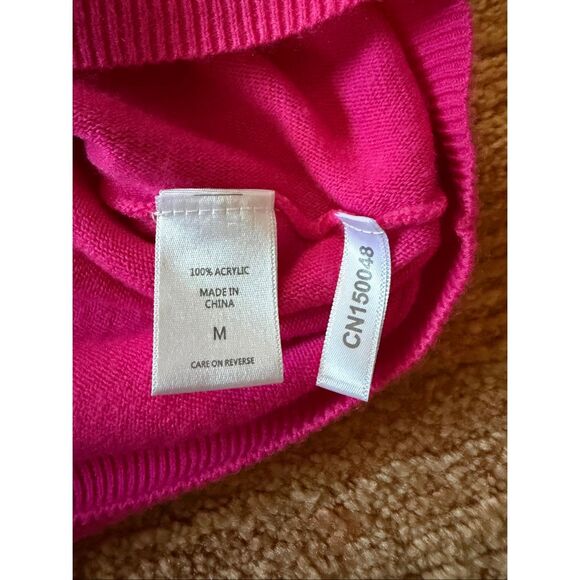 100% ACRYLIC
MADE IN
CHINA
M
CARE ON REVERSE
CN150048